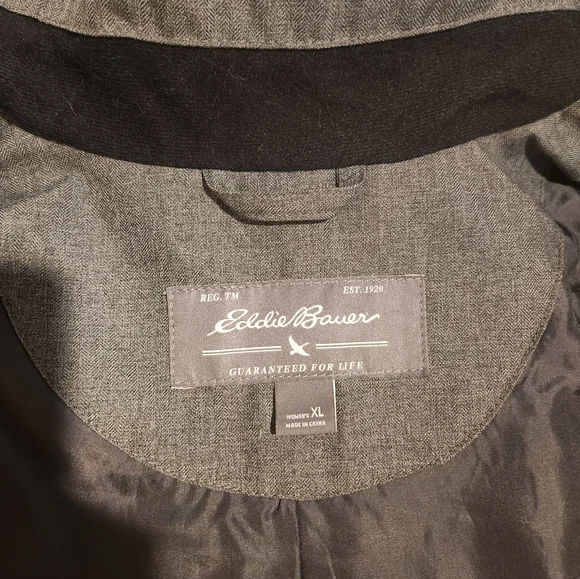 REG. TM EST. 1920
Eddie Bauer
GUARANTEED FOR LIFE
WOMEN'S XL
MADE IN CHINA